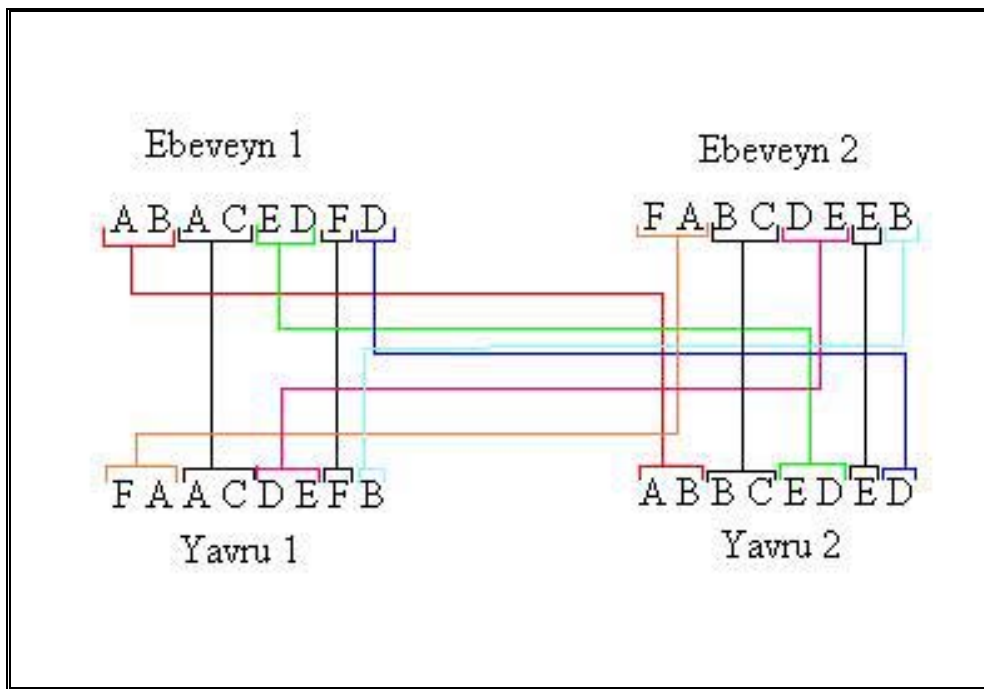 Ebeveyn 1
Ebeveyn 2
A B A C E D F D
F A B C D E E B
F A A C D E F B
A B B C E D E D
Yavru 1
Yavru 2